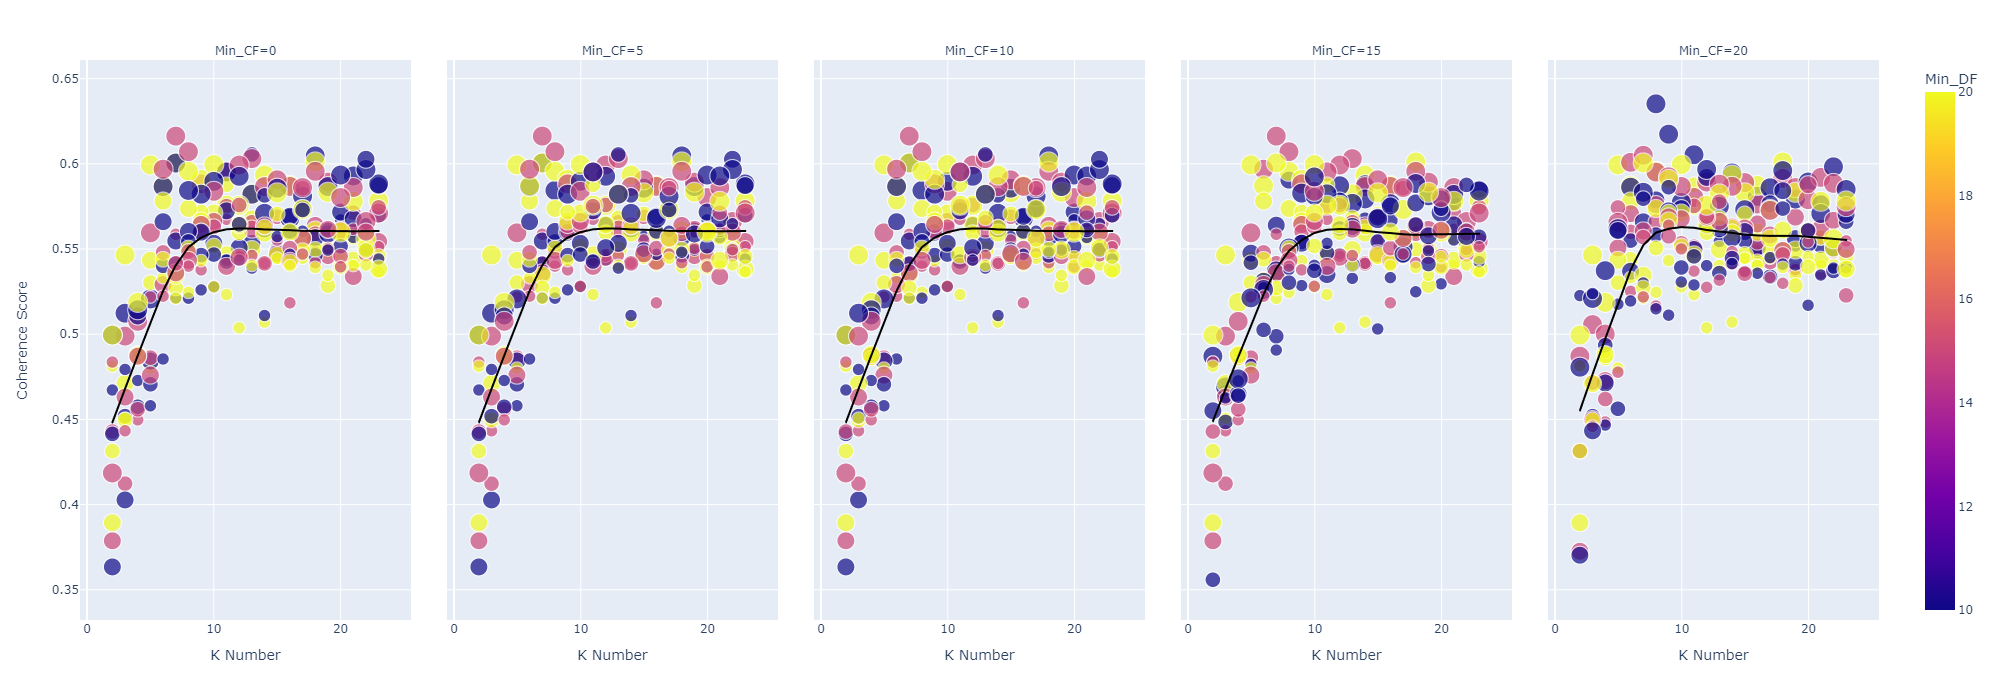 Min_CF=0
Min_CF=5
Min_CF=10
Min_CF=15
Min_CF=20
Min_DF
Coherence Score
0.65
0.6
0.55
0.5
0.45
0.4
0.35
0 10 20
0 10 20
0 10 20
0 10 20
0 10 20
K Number
K Number
K Number
K Number
K Number
20
18
16
14
12
10